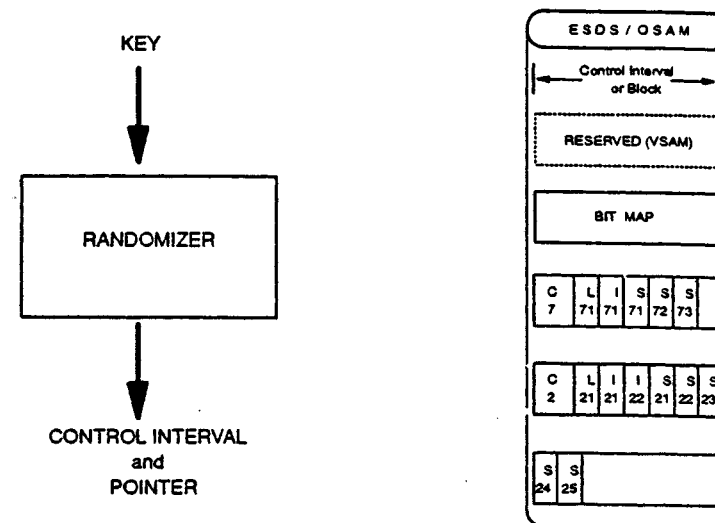 KEY
RANDOMIZER
CONTROL INTERVAL
and
POINTER
ESDS / OSAM
Control Interval
or Block
RESERVED (VSAM)
BIT MAP
C L I S S S
7 71 71 71 72 73
C L I I S S S
2 21 21 22 21 22 23
S S
24 25